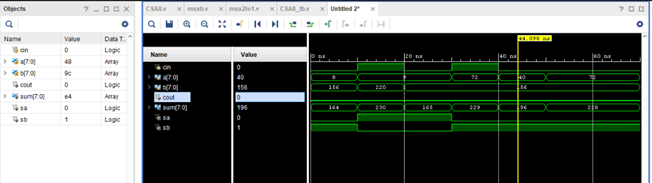 Objects
Name Value Data T...
cin 0 Logic
a[7:0] 48 Array
b[7:0] 9c Array
cout 0 Logic
sum[7:0] e4 Array
sa 0 Logic
sb 1 Logic
CSA8.v muxb.v mux2to1.v CSA8_tb.v Untitled 2*
44.098 ns
Name Value
0 ns 20 ns 40 ns 60 ns
cin 0
a[7:0] 40 8 9 72 40 72
b[7:0] 156 156 220 156
cout 0
sum[7:0] 196 164 230 165 229 196 228
sa 0
sb 1